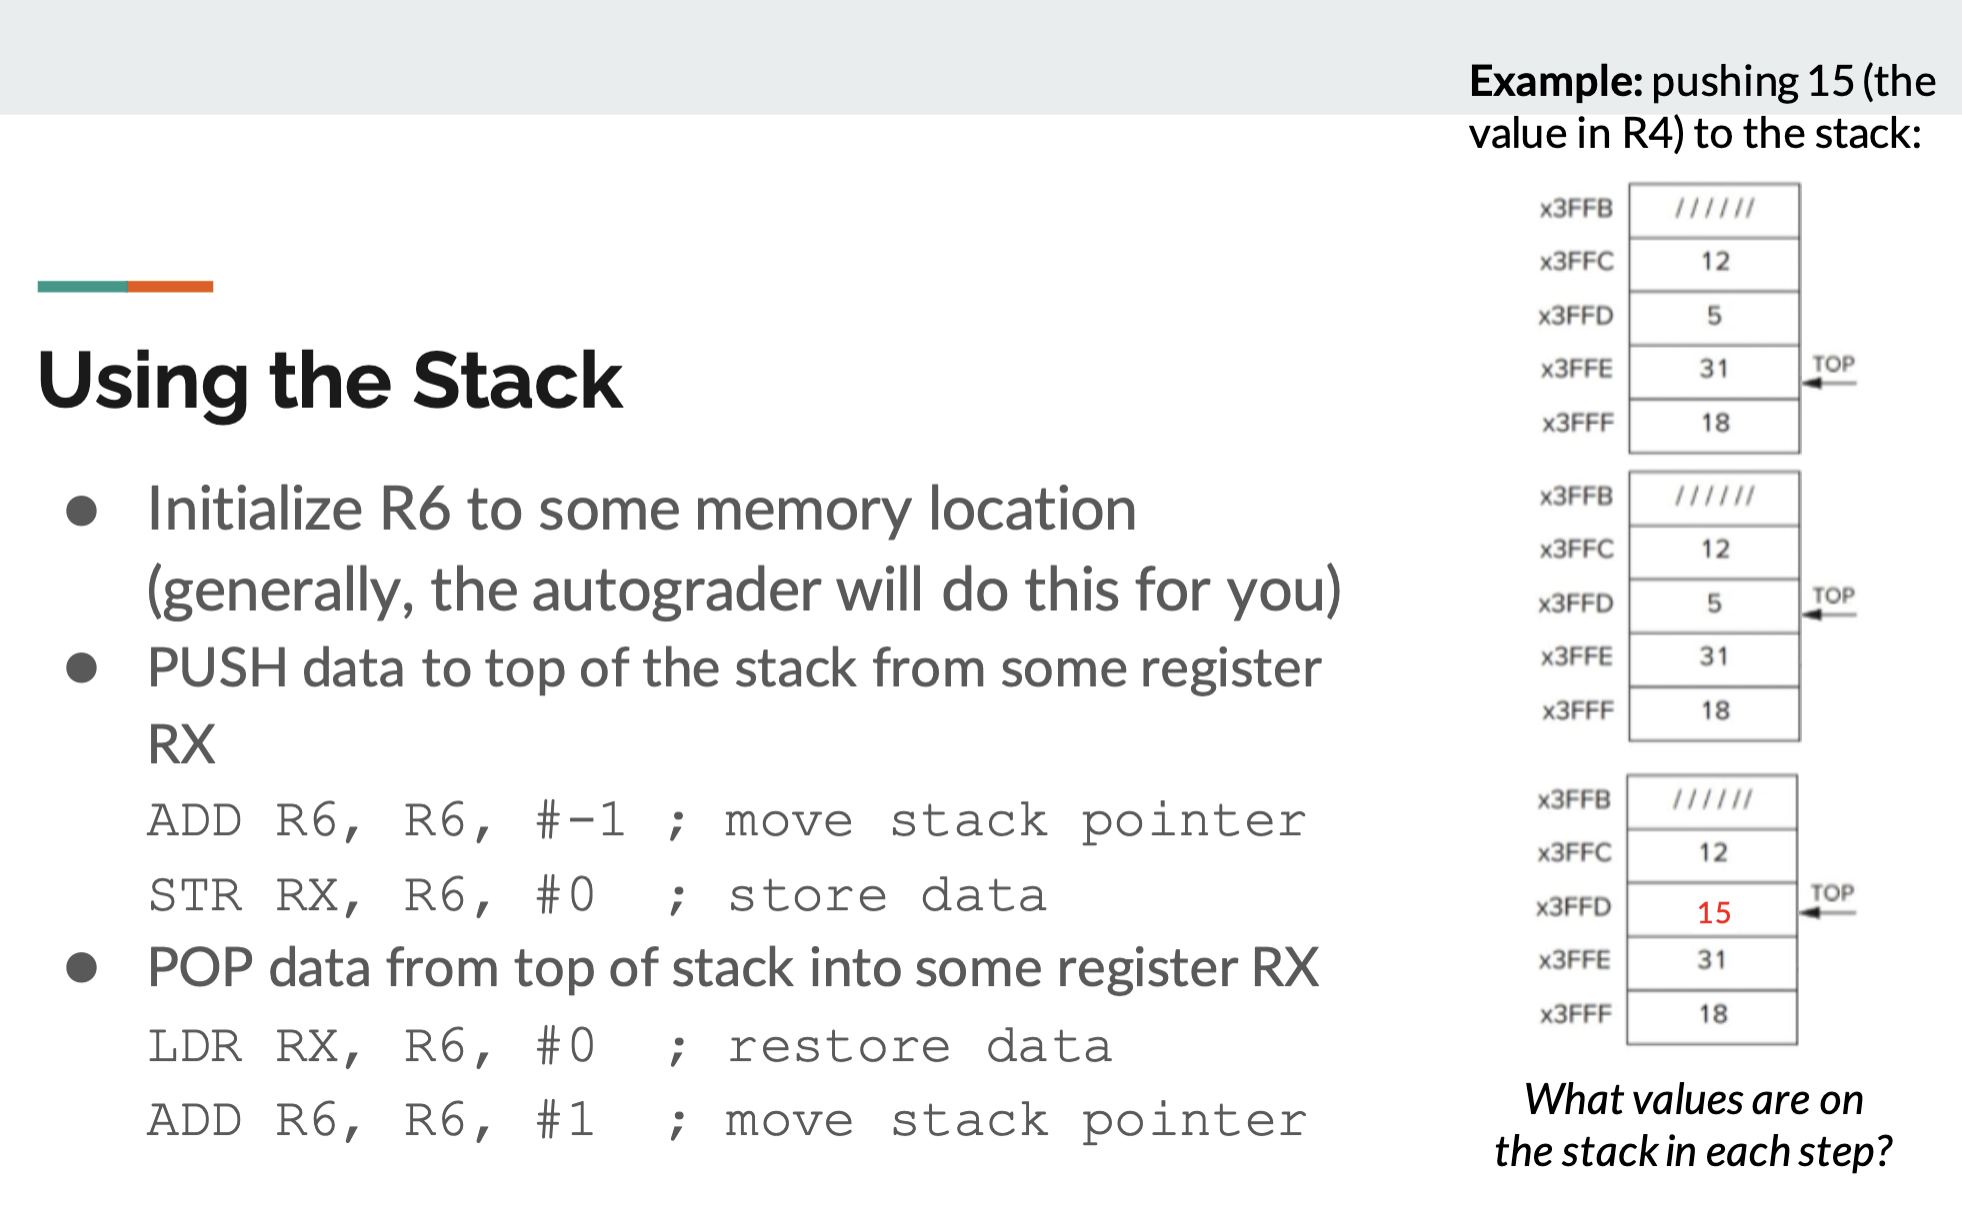 Example: pushing 15 (the
value in R4) to the stack:
x3FFB //////
x3FFC 12
x3FFD 5
x3FFE 31 TOP
x3FFF 18
x3FFB //////
x3FFC 12
x3FFD 5 TOP
x3FFE 31
x3FFF 18
x3FFB //////
x3FFC 12
x3FFD 15 TOP
x3FFE 31
x3FFF 18
What values are on
the stack in each step?
Using the Stack
● Initialize R6 to some memory location
(generally, the autograder will do this for you)
● PUSH data to top of the stack from some register
RX
ADD R6, R6, #-1 ; move stack pointer
STR RX, R6, #0 ; store data
● POP data from top of stack into some register RX
LDR RX, R6, #0 ; restore data
ADD R6, R6, #1 ; move stack pointer